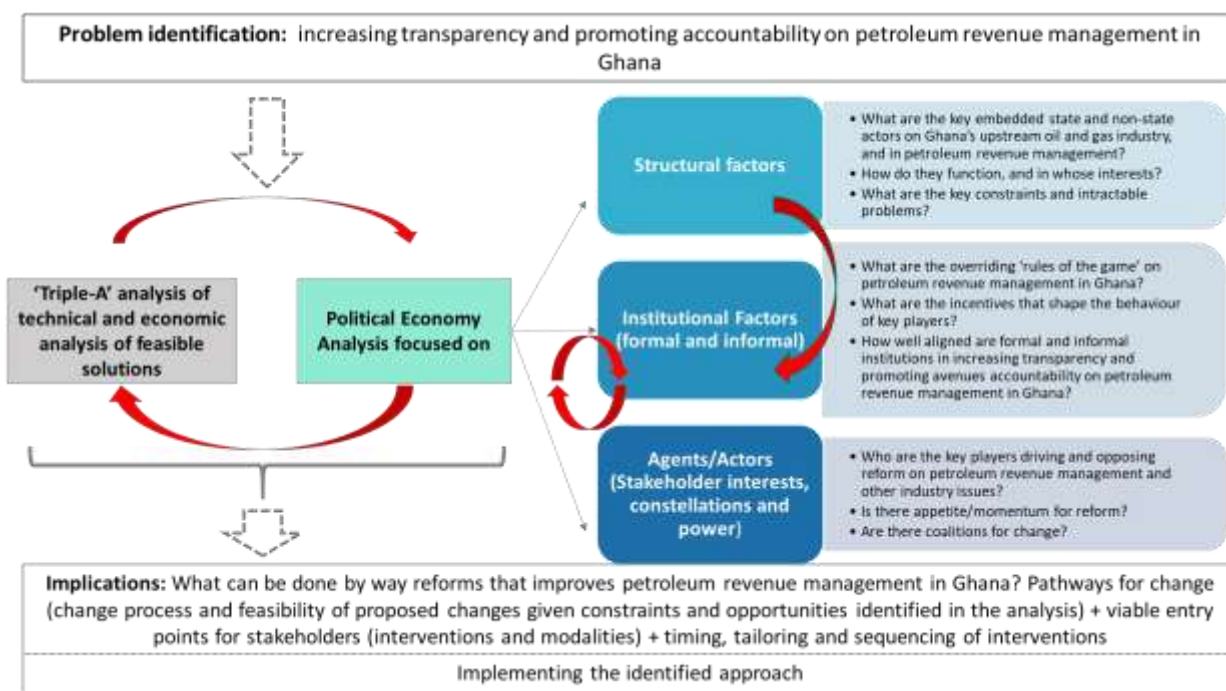 Problem identification: increasing transparency and promoting accountability on petroleum revenue management in
Ghana
'Triple-A' analysis of
technical and economic
analysis of feasible
solutions
Political Economy
Analysis focused on
Structural factors
• What are the key embedded state and non-state
actors on Ghana's upstream oil and gas industry,
and in petroleum revenue management?
• How do they function, and in whose interests?
• What are the key constraints and intractable
problems?
Institutional Factors
(formal and informal)
• What are the overriding 'rules of the game' on
petroleum revenue management in Ghana?
• What are the incentives that shape the behaviour
of key players?
• How well aligned are formal and informal
institutions in increasing transparency and
promoting avenues accountability on petroleum
revenue management in Ghana?
Agents/Actors
(Stakeholder interests,
constellations and
power)
• Who are the key players driving and opposing
reform on petroleum revenue management and
other industry issues?
• Is there appetite/momentum for reform?
• Are there coalitions for change?
Implications: What can be done by way reforms that improves petroleum revenue management in Ghana? Pathways for change
(change process and feasibility of proposed changes given constraints and opportunities identified in the analysis) + viable entry
points for stakeholders (interventions and modalities) + timing, tailoring and sequencing of interventions
Implementing the identified approach